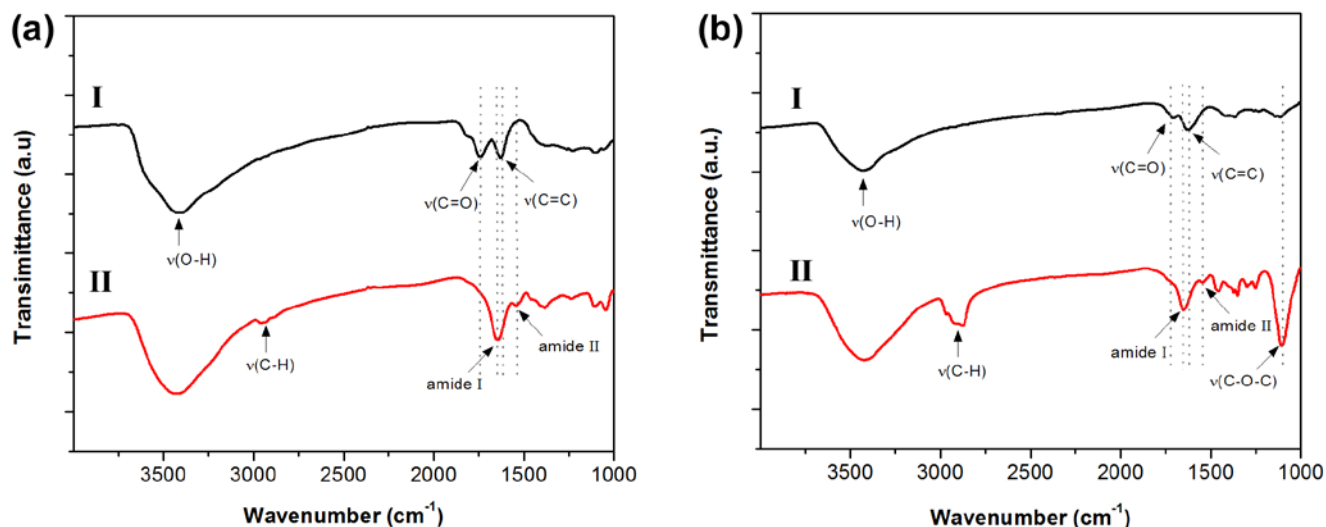 (a)
Transimittance (a.u)
I
ν(O-H)
ν(C=O)
ν(C=C)
II
ν(C-H)
amide I
amide II
3500 3000 2500 2000 1500 1000
Wavenumber (cm⁻¹)
(b)
Transmittance (a.u.)
I
ν(O-H)
ν(C=O)
ν(C=C)
II
ν(C-H)
amide I
amide II
ν(C-O-C)
3500 3000 2500 2000 1500 1000
Wavenumber (cm⁻¹)